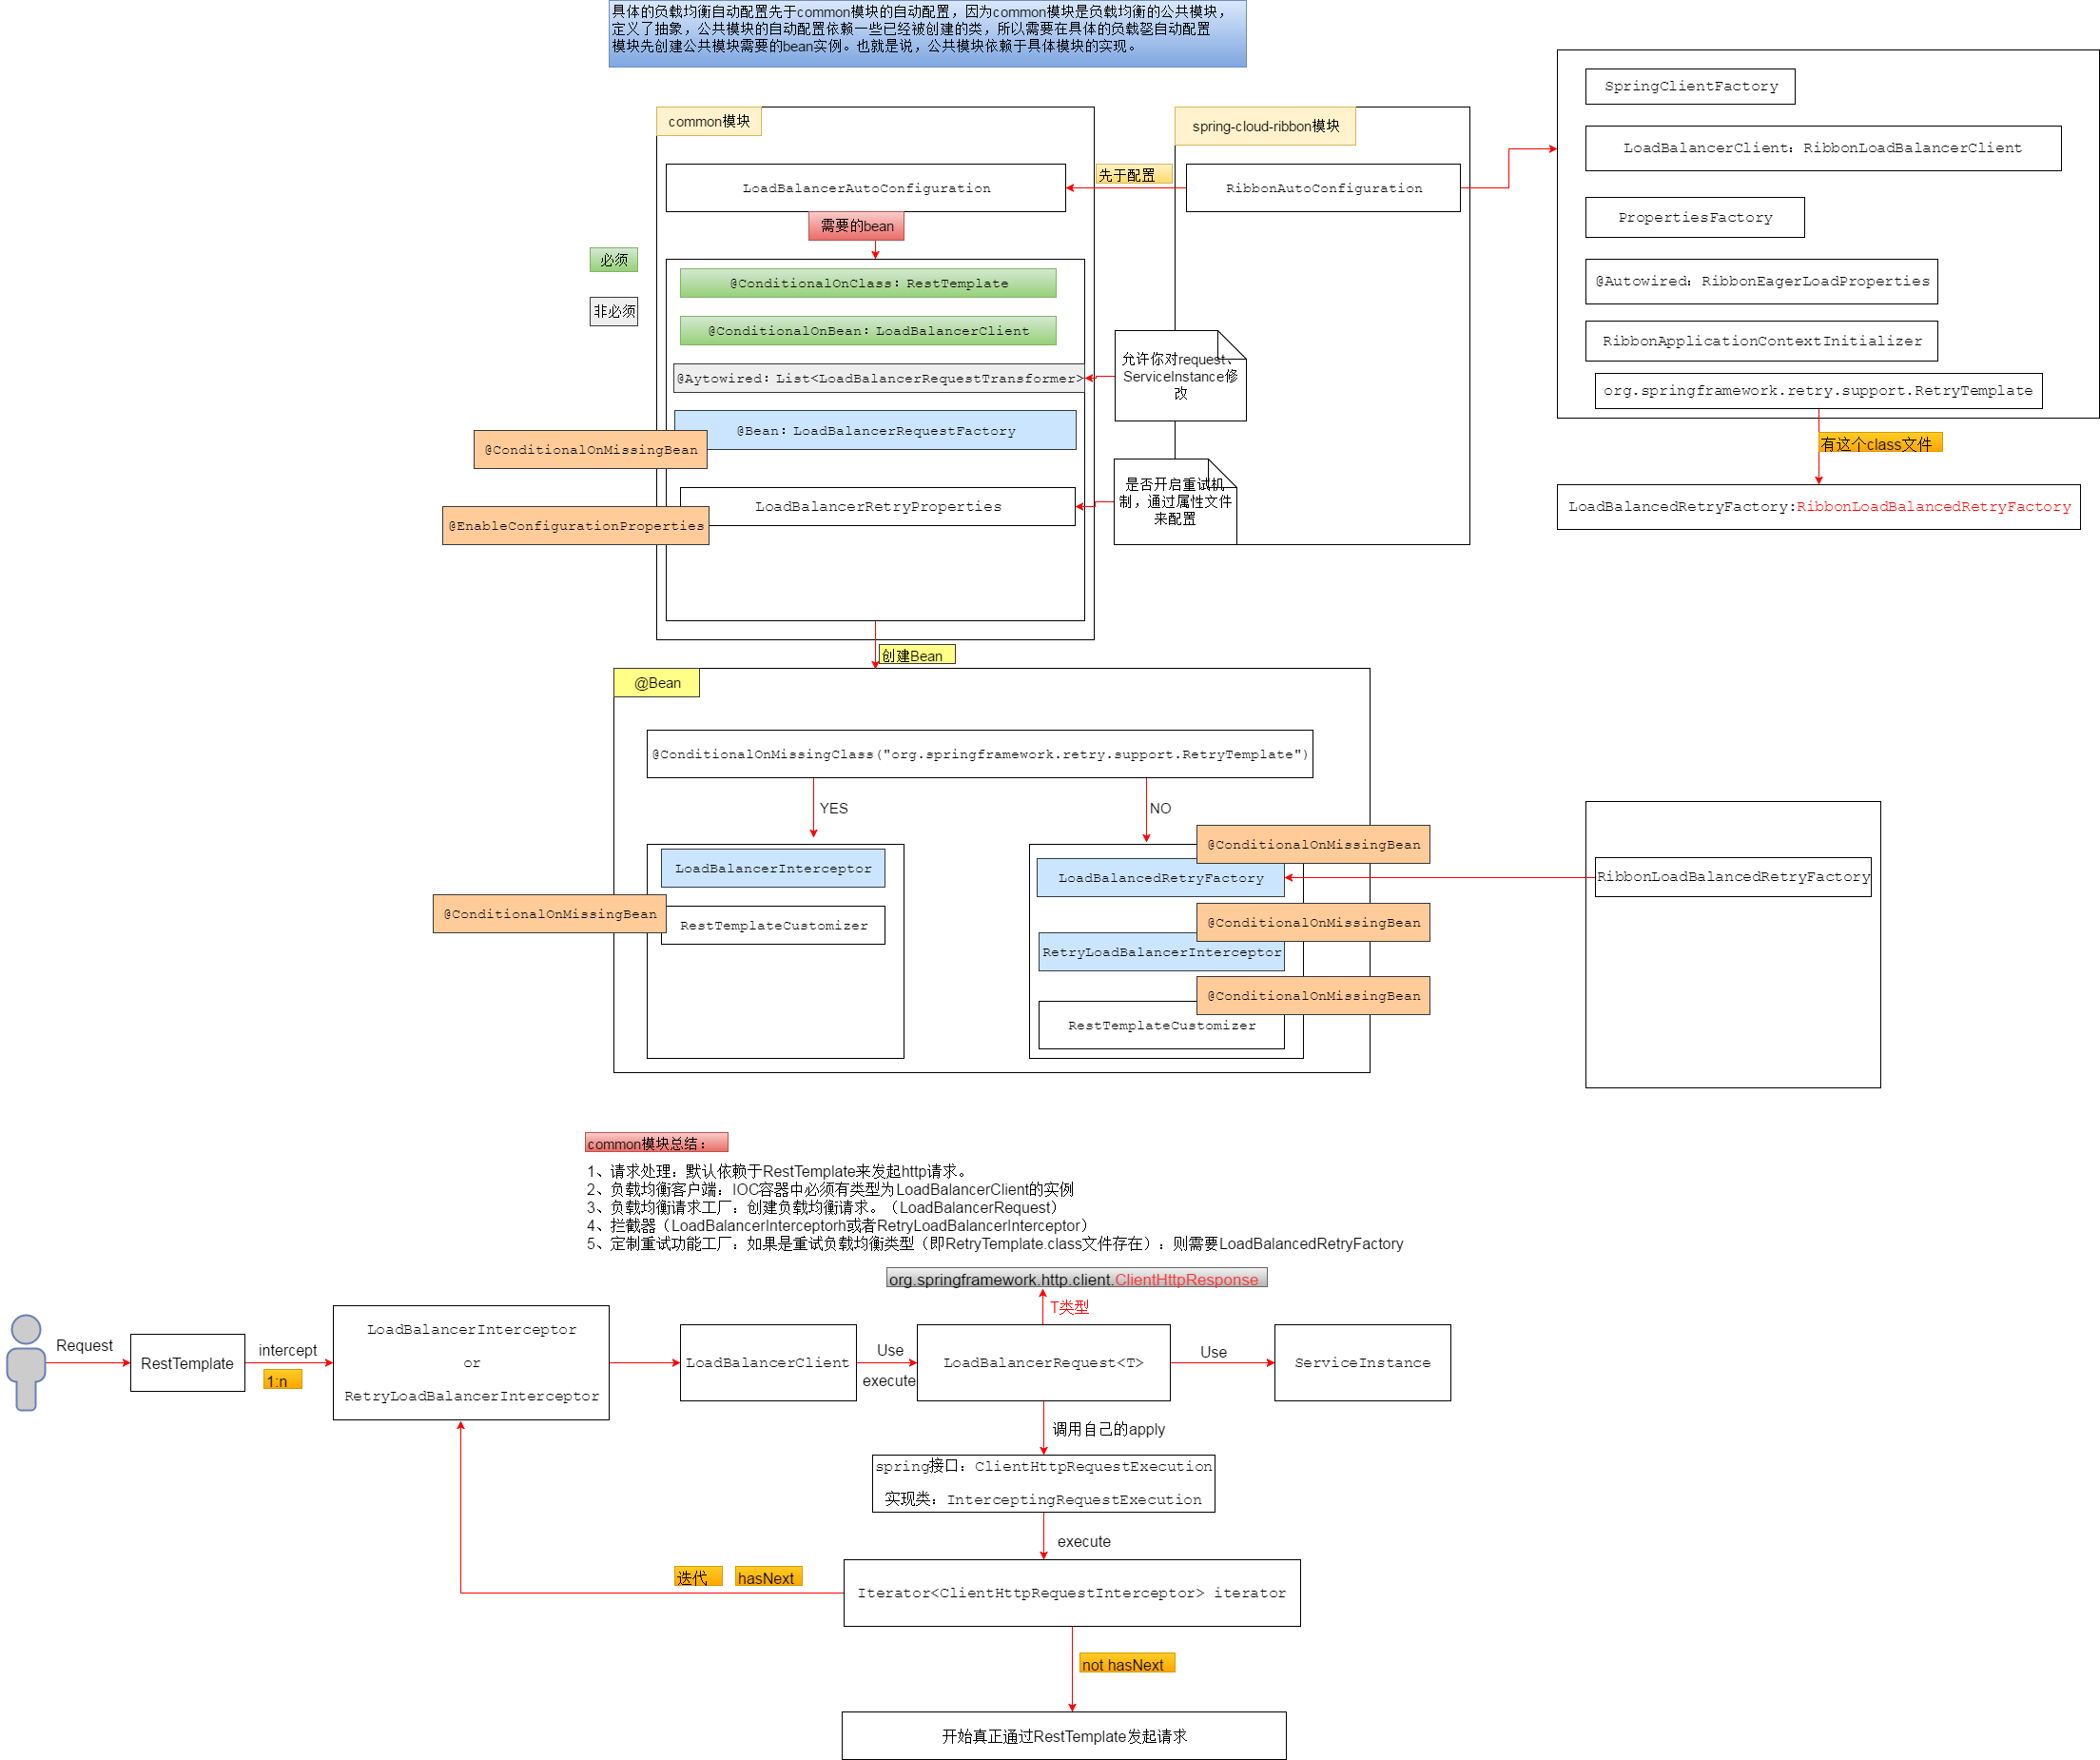 具体的负载均衡自动配置先于common模块的自动配置，因为common模块是负载均衡的公共模块，
定义了抽象，公共模块的自动配置依赖一些已经被创建的类，所以需要在具体的负载器自动配置
模块先创建公共模块需要的bean实例。也就是说，公共模块依赖于具体模块的实现。
common模块
spring-cloud-ribbon模块
LoadBalancerAutoConfiguration
先于配置
RibbonAutoConfiguration
需要的bean
必须
非必须
@ConditionalOnClass：RestTemplate
@ConditionalOnBean：LoadBalancerClient
@Aytowired：List<LoadBalancerRequestTransformer>
允许你对request、
ServiceInstance修
改
@Bean：LoadBalancerRequestFactory
@ConditionalOnMissingBean
LoadBalancerRetryProperties
@EnableConfigurationProperties
是否开启重试机
制，通过属性文件
来配置
SpringClientFactory
LoadBalancerClient：RibbonLoadBalancerClient
PropertiesFactory
@Autowired：RibbonEagerLoadProperties
RibbonApplicationContextInitializer
org.springframework.retry.support.RetryTemplate
有这个class文件
LoadBalancedRetryFactory:RibbonLoadBalancedRetryFactory
创建Bean
@Bean
@ConditionalOnMissingClass("org.springframework.retry.support.RetryTemplate")
YES
NO
LoadBalancerInterceptor
@ConditionalOnMissingBean
RestTemplateCustomizer
@ConditionalOnMissingBean
LoadBalancedRetryFactory
@ConditionalOnMissingBean
RetryLoadBalancerInterceptor
@ConditionalOnMissingBean
RestTemplateCustomizer
RibbonLoadBalancedRetryFactory
common模块总结：
1、请求处理：默认依赖于RestTemplate来发起http请求。
2、负载均衡客户端：IOC容器中必须有类型为LoadBalancerClient的实例
3、负载均衡请求工厂：创建负载均衡请求。（LoadBalancerRequest）
4、拦截器（LoadBalancerInterceptorh或者RetryLoadBalancerInterceptor）
5、定制重试功能工厂：如果是重试负载均衡类型（即RetryTemplate.class文件存在）：则需要LoadBalancedRetryFactory
org.springframework.http.client.ClientHttpResponse
T类型
Request
RestTemplate
intercept
1:n
LoadBalancerInterceptor
or
RetryLoadBalancerInterceptor
LoadBalancerClient
Use
execute
LoadBalancerRequest<T>
Use
ServiceInstance
调用自己的apply
spring接口：ClientHttpRequestExecution
实现类：InterceptingRequestExecution
execute
迭代
hasNext
Iterator<ClientHttpRequestInterceptor> iterator
not hasNext
开始真正通过RestTemplate发起请求